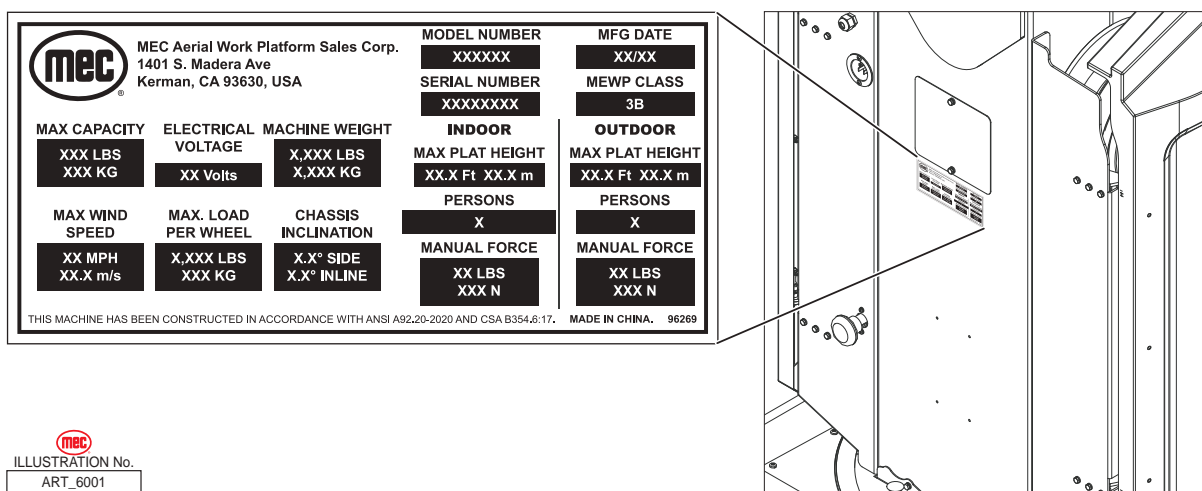 mec
®
MEC Aerial Work Platform Sales Corp.
1401 S. Madera Ave
Kerman, CA 93630, USA
MODEL NUMBER
XXXXXX
MFG DATE
XX/XX
SERIAL NUMBER
XXXXXXXX
MEWP CLASS
3B
MAX CAPACITY
XXX LBS
XXX KG
ELECTRICAL
VOLTAGE
XX Volts
MACHINE WEIGHT
X,XXX LBS
X,XXX KG
INDOOR
MAX PLAT HEIGHT
XX.X Ft XX.X m
OUTDOOR
MAX PLAT HEIGHT
XX.X Ft XX.X m
PERSONS
X
PERSONS
X
MAX WIND
SPEED
XX MPH
XX.X m/s
MAX. LOAD
PER WHEEL
X,XXX LBS
XXX KG
CHASSIS
INCLINATION
X.X° SIDE
X.X° INLINE
MANUAL FORCE
XX LBS
XXX N
MANUAL FORCE
XX LBS
XXX N
THIS MACHINE HAS BEEN CONSTRUCTED IN ACCORDANCE WITH ANSI A92.20-2020 AND CSA B354.6:17. MADE IN CHINA. 96269
mec
ILLUSTRATION No.
ART_6001